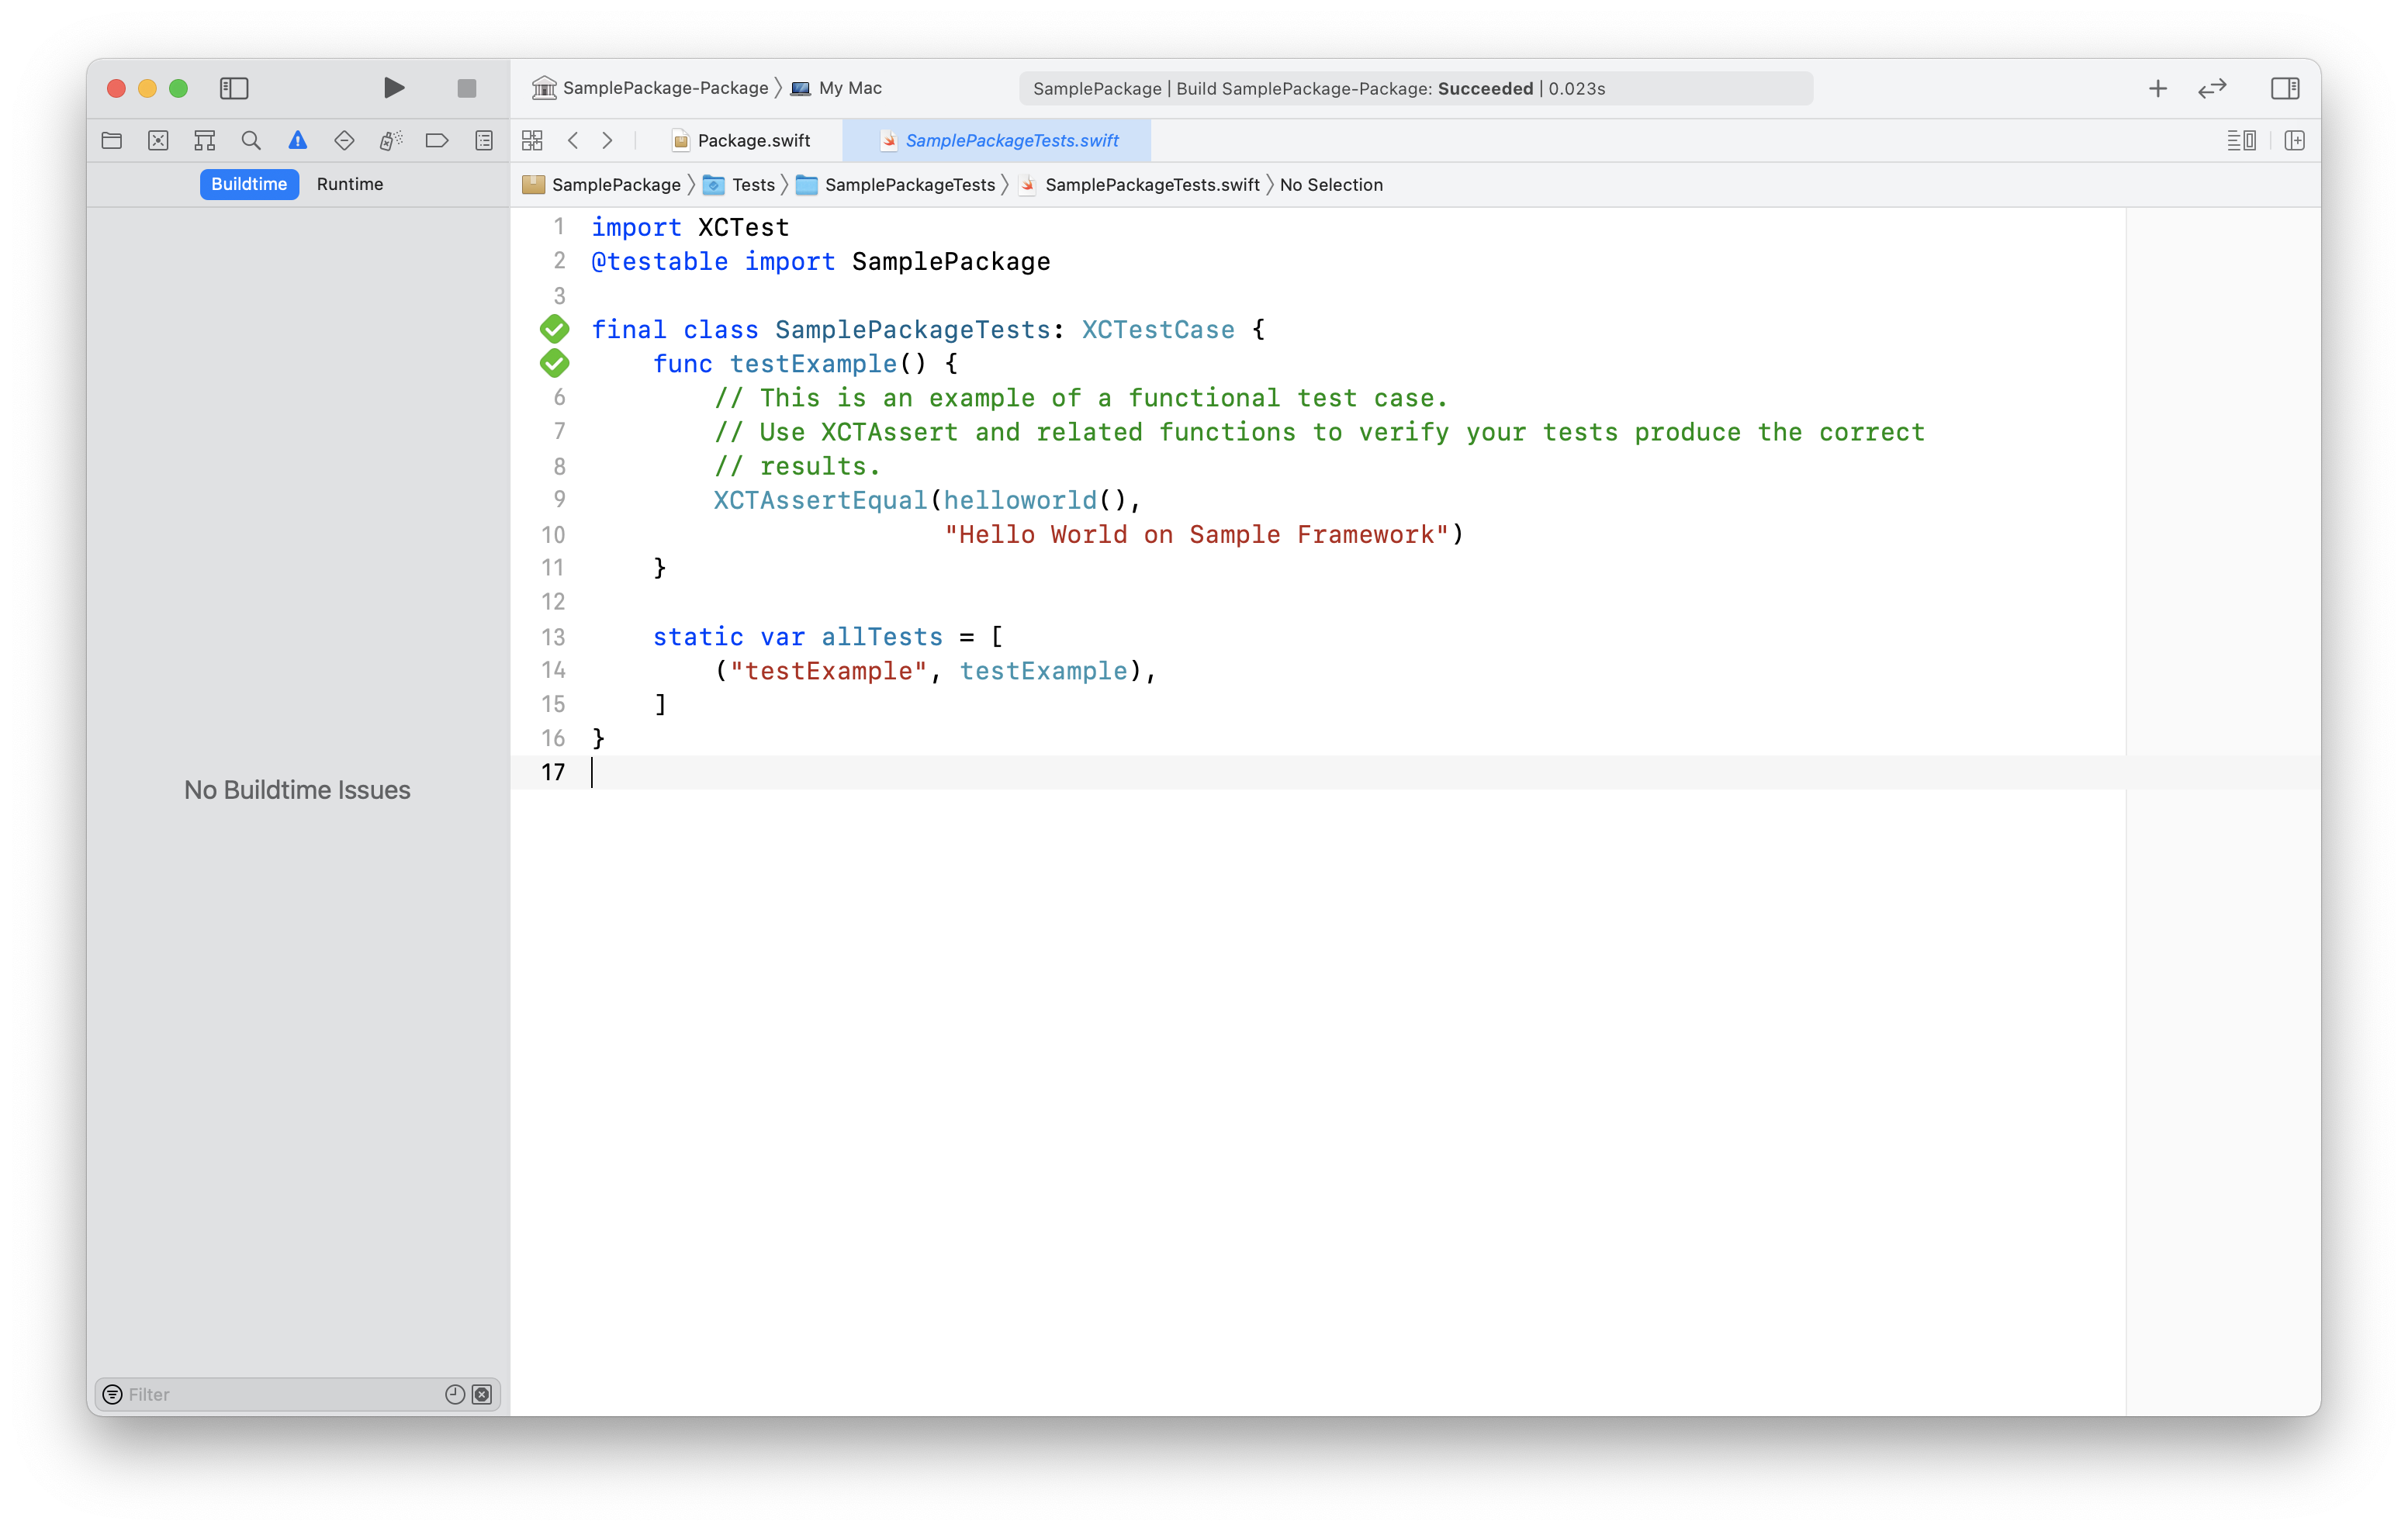 SamplePackage-Package 〉 My Mac
SamplePackage | Build SamplePackage-Package: Succeeded | 0.023s
Package.swift
SamplePackageTests.swift
Buildtime Runtime
SamplePackage 〉 Tests 〉 SamplePackageTests 〉 SamplePackageTests.swift 〉 No Selection
1 import XCTest
2 @testable import SamplePackage
3
final class SamplePackageTests: XCTestCase {
    func testExample() {
6         // This is an example of a functional test case.
7         // Use XCTAssert and related functions to verify your tests produce the correct
8         // results.
9         XCTAssertEqual(helloworld(),
10                        "Hello World on Sample Framework")
11     }
12
13     static var allTests = [
14         ("testExample", testExample),
15     ]
16 }
17
No Buildtime Issues
Filter